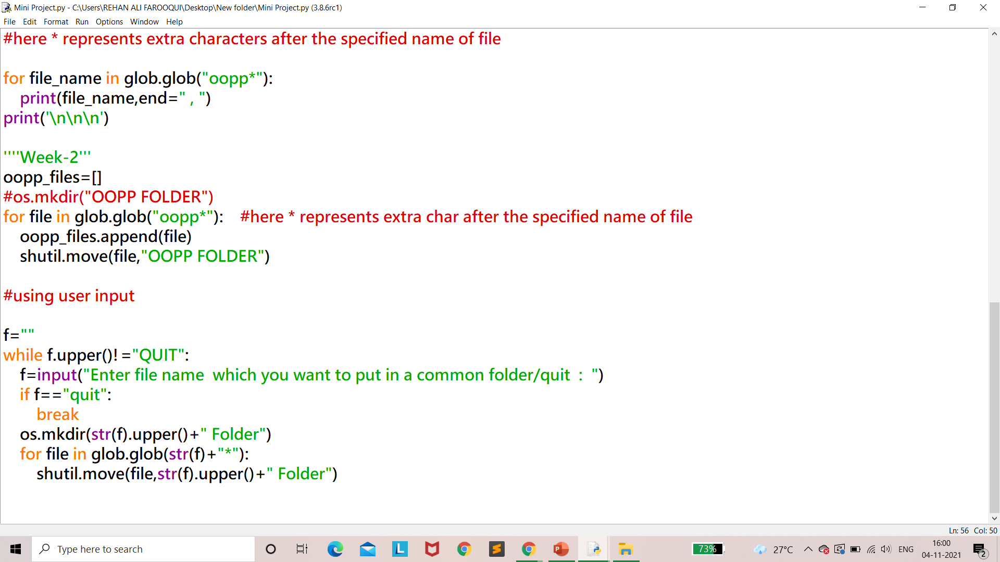 Mini Project.py - C:\Users\REHAN ALI FAROOQUI\Desktop\New folder\Mini Project.py (3.8.6rc1)
File Edit Format Run Options Window Help
#here * represents extra characters after the specified name of file
for file_name in glob.glob("oopp*"):
    print(file_name,end=" , ")
print('\n\n\n')
''''Week-2'''
oopp_files=[]
#os.mkdir("OOPP FOLDER")
for file in glob.glob("oopp*"):    #here * represents extra char after the specified name of file
    oopp_files.append(file)
    shutil.move(file,"OOPP FOLDER")
#using user input
f=""
while f.upper()!="QUIT":
    f=input("Enter file name  which you want to put in a common folder/quit  :  ")
    if f=="quit":
        break
    os.mkdir(str(f).upper()+" Folder")
    for file in glob.glob(str(f)+"*"):
        shutil.move(file,str(f).upper()+" Folder")
Ln: 56 Col: 50
Type here to search
L
S
P
73%
27°C
ENG
16:00
04-11-2021
2